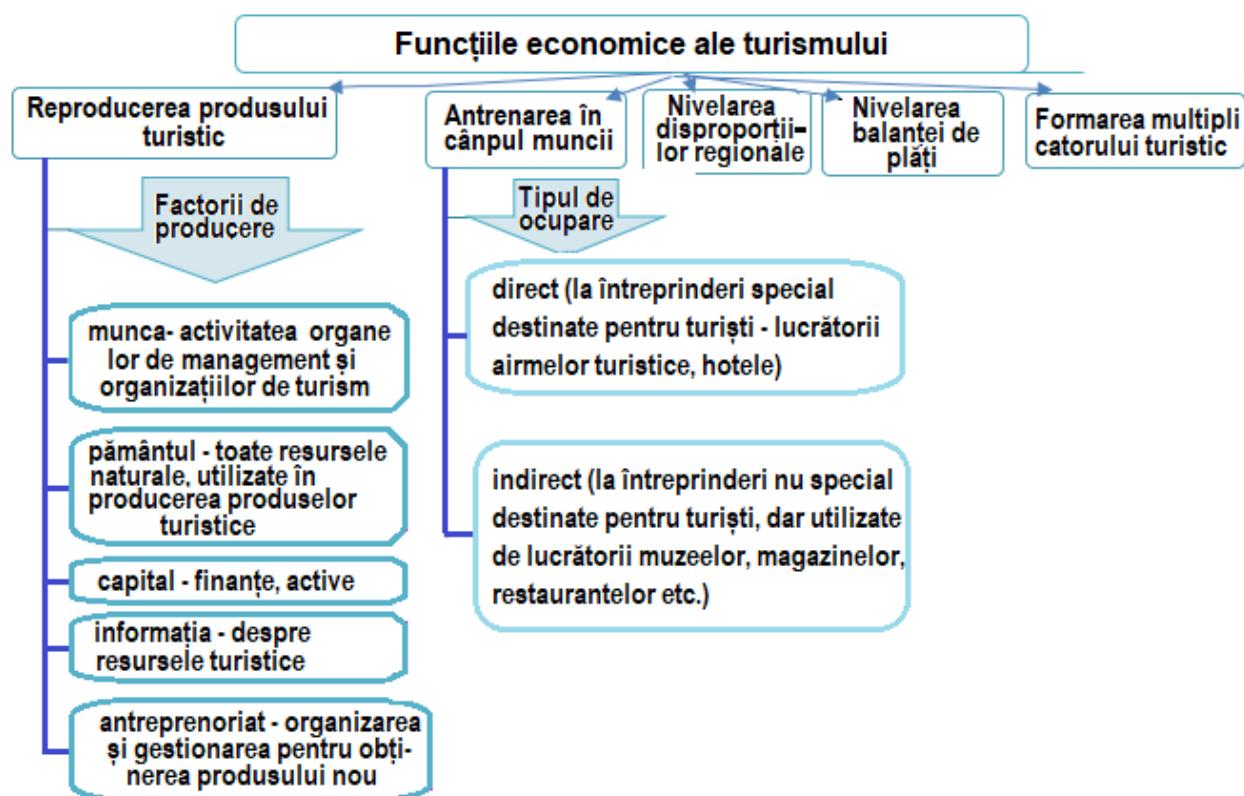 Funcțiile economice ale turismului
Reproducerea produsului
turistic
Antrenarea în
cânpul muncii
Nivelarea
disproporții–
lor regionale
Nivelarea
balanței de
plăți
Formarea multipli
catorului turistic
Factorii de
producere
munca- activitatea organe
lor de management și
organizațiilor de turism
pământul - toate resursele
naturale, utilizate în
producerea produselor
turistice
capital - finanțe, active
informația - despre
resursele turistice
antreprenoriat - organizarea
și gestionarea pentru obți-
nerea produsului nou
Tipul de
ocupare
direct (la întreprinderi special
destinate pentru turiști - lucrătorii
airmelor turistice, hotele)
indirect (la întreprinderi nu special
destinate pentru turiști, dar utilizate
de lucrătorii muzeelor, magazinelor,
restaurantelor etc.)